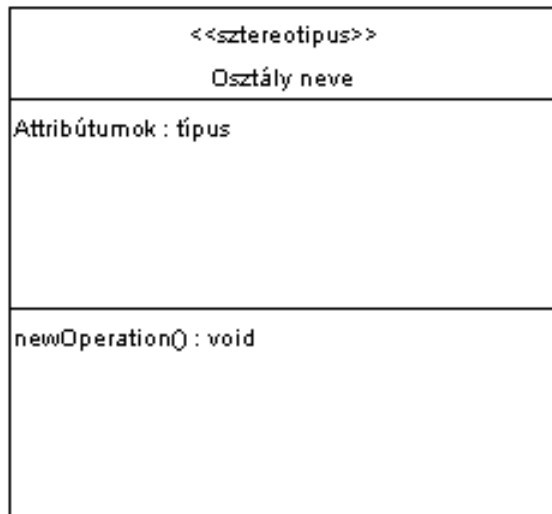 <<sztereotipus>>
Osztály neve
Attribútumok : típus
newOperation() : void